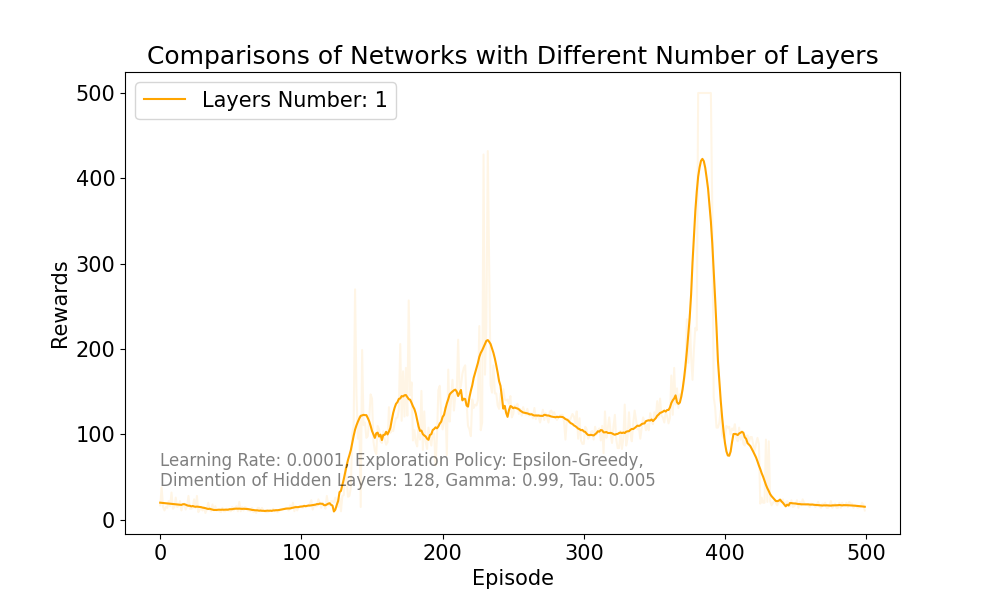 Comparisons of Networks with Different Number of Layers
Layers Number: 1
Rewards
500
400
300
200
100
0
Learning Rate: 0.0001, Exploration Policy: Epsilon-Greedy,
Dimention of Hidden Layers: 128, Gamma: 0.99, Tau: 0.005
0 100 200 300 400 500
Episode